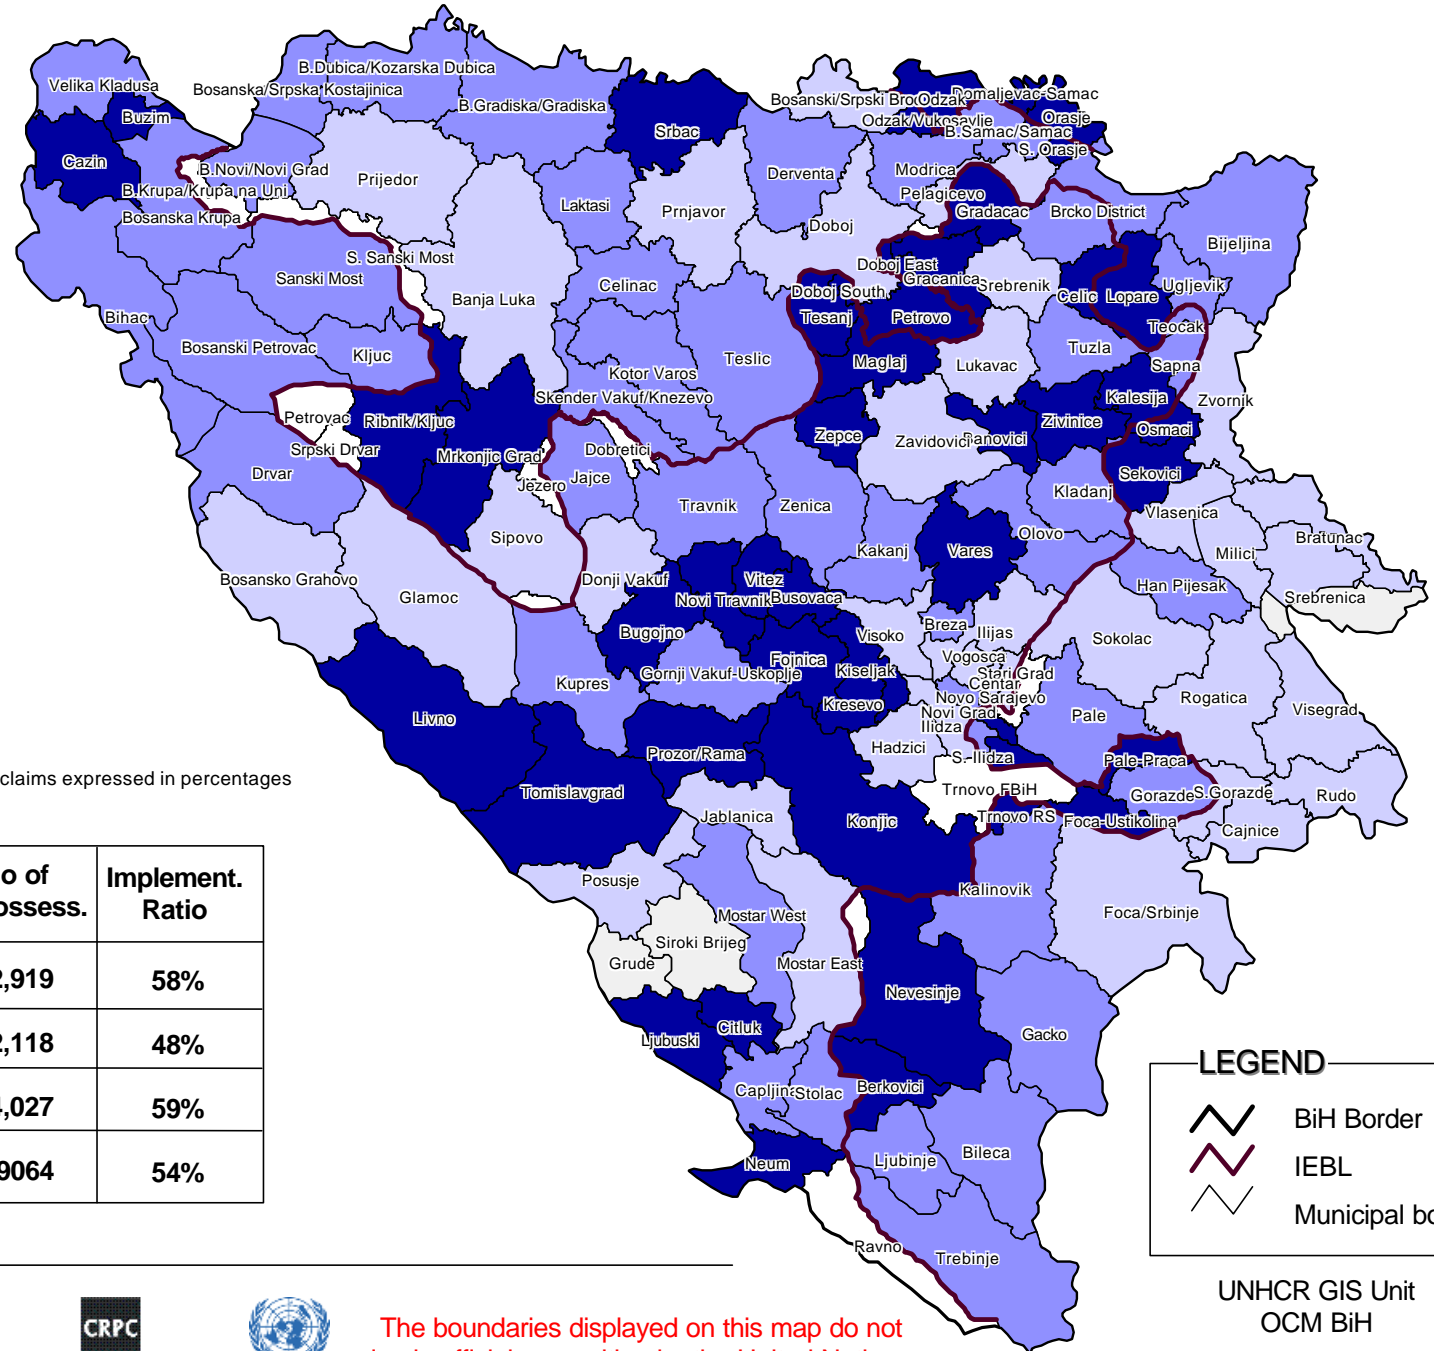 B.Dubica/Kozarska Dubica
Velika Kladusa
Bosanska/Srpska Kostajinica
B.Gradiska/Gradiska
Buzim
Srbac
Bosanski/Srpski Brod
Odzak
Domaljevac-Samac
Odzak/Vukosavlje
Orasje
B.Samac/Samac
S. Orasje
Cazin
B.Novi/Novi Grad
Prijedor
Derventa
Modrica
B.Krupa/Krupa na Uni
Pelagicevo
Laktasi
Prnjavor
Gradacac
Brcko District
Bosanska Krupa
Doboj
Bijeljina
S. Sanski Most
Sanski Most
Doboj East
Gracanica
Celinac
Srebrenik
Ugljevik
Banja Luka
Doboj South
Celic
Lopare
Bihac
Tesanj
Petrovo
Teocak
Bosanski Petrovac
Kljuc
Teslic
Tuzla
Maglaj
Lukavac
Sapna
Kotor Varos
Skender Vakuf/Knezevo
Kalesija
Zvornik
Petrovac
Ribnik/Kljuc
Zivinice
Osmaci
Zepce
Zavidovici
Banovici
Srpski Drvar
Mrkonjic Grad
Dobretici
Drvar
Jezero
Jajce
Sekovici
Kladanj
Travnik
Zenica
Vlasenica
Sipovo
Kakanj
Vares
Olovo
Bratunac
Milici
Bosansko Grahovo
Glamoc
Donji Vakuf
Vitez
Novi Travnik
Busovaca
Han Pijesak
Srebrenica
Bugojno
Visoko
Breza
Ilijas
Sokolac
Vogosca
Fojnica
Kiseljak
Gornji Vakuf-Uskoplje
Stari Grad
Centar
Kupres
Novo Sarajevo
Rogatica
Kresevo
Novi Grad
Visegrad
Livno
Ilidza
Pale
Hadzici
Prozor/Rama
S. Ilidza
Pale-Praca
Tomislavgrad
Trnovo FBiH
Gorazde
S.Gorazde
Rudo
Jablanica
Konjic
Trnovo RS
Foca-Ustikolina
Cajnice
Posusje
Kalinovik
Mostar West
Foca/Srbinje
Siroki Brijeg
Grude
Mostar East
Nevesinje
Citluk
Ljubuski
Gacko
Capljina
Stolac
Berkovici
Neum
Ljubinje
Bileca
Ravno
Trebinje
claims expressed in percentages
o of
ossess.
Implement.
Ratio
2,919 58%
2,118 48%
,027 59%
9064 54%
LEGEND
BiH Border
IEBL
Municipal bo
UNHCR GIS Unit
OCM BiH
CRPC
The boundaries displayed on this map do not